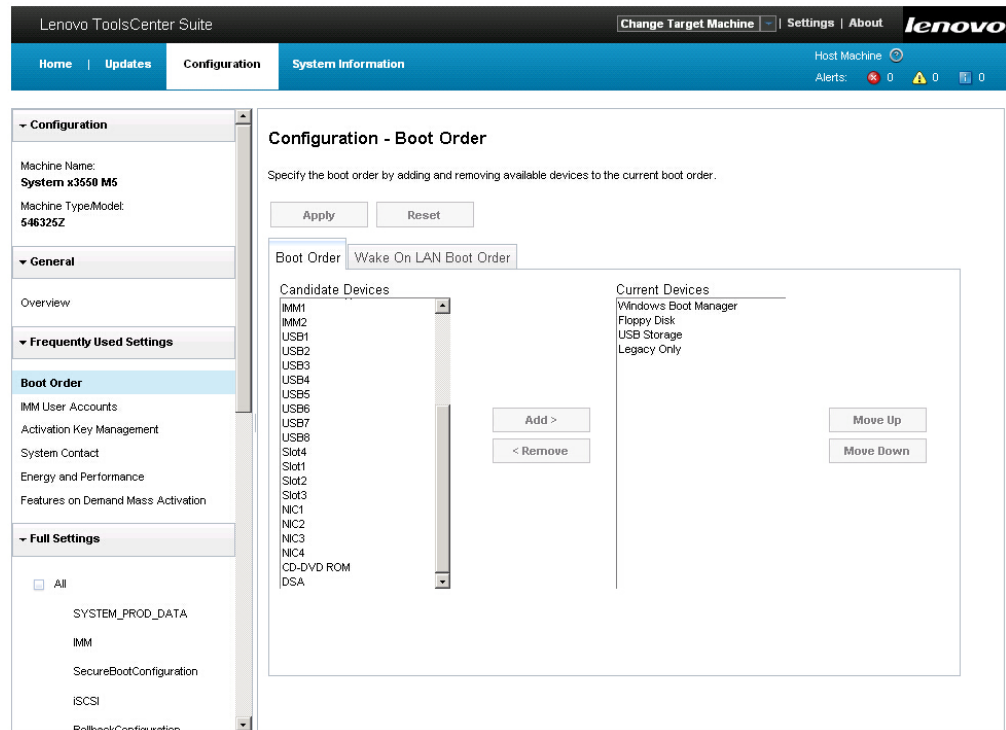 Lenovo ToolsCenter Suite
Change Target Machine | Settings | About
lenovo
Home | Updates Configuration System Information
Host Machine ?
Alerts: 0 0 0
Configuration
Machine Name:
System x3550 M5
Machine Type/Model:
546325Z
General
Overview
Frequently Used Settings
Boot Order
IMM User Accounts
Activation Key Management
System Contact
Energy and Performance
Features on Demand Mass Activation
Full Settings
All
SYSTEM_PROD_DATA
IMM
SecureBootConfiguration
iSCSI
RollbackConfiguration
Configuration - Boot Order
Specify the boot order by adding and removing available devices to the current boot order.
Apply Reset
Boot Order Wake On LAN Boot Order
Candidate Devices
IMM1
IMM2
USB1
USB2
USB3
USB4
USB5
USB6
USB7
USB8
Slot4
Slot1
Slot2
Slot3
NIC1
NIC2
NIC3
NIC4
CD-DVD ROM
DSA
Add >
< Remove
Current Devices
Windows Boot Manager
Floppy Disk
USB Storage
Legacy Only
Move Up
Move Down